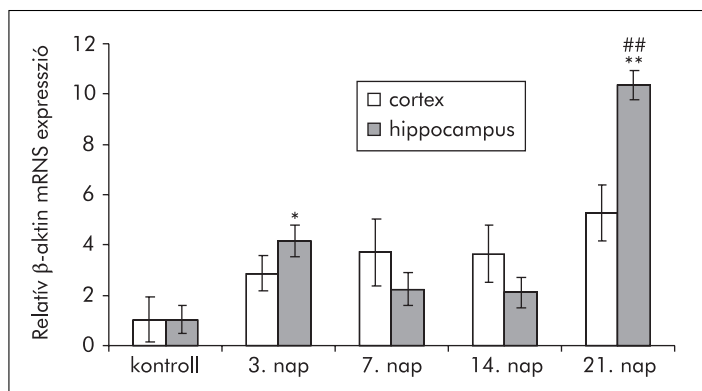 Relatív β-aktin mRNS expresszió
12
10
8
6
4
2
0
cortex
hippocampus
*
##
**
kontroll
3. nap
7. nap
14. nap
21. nap